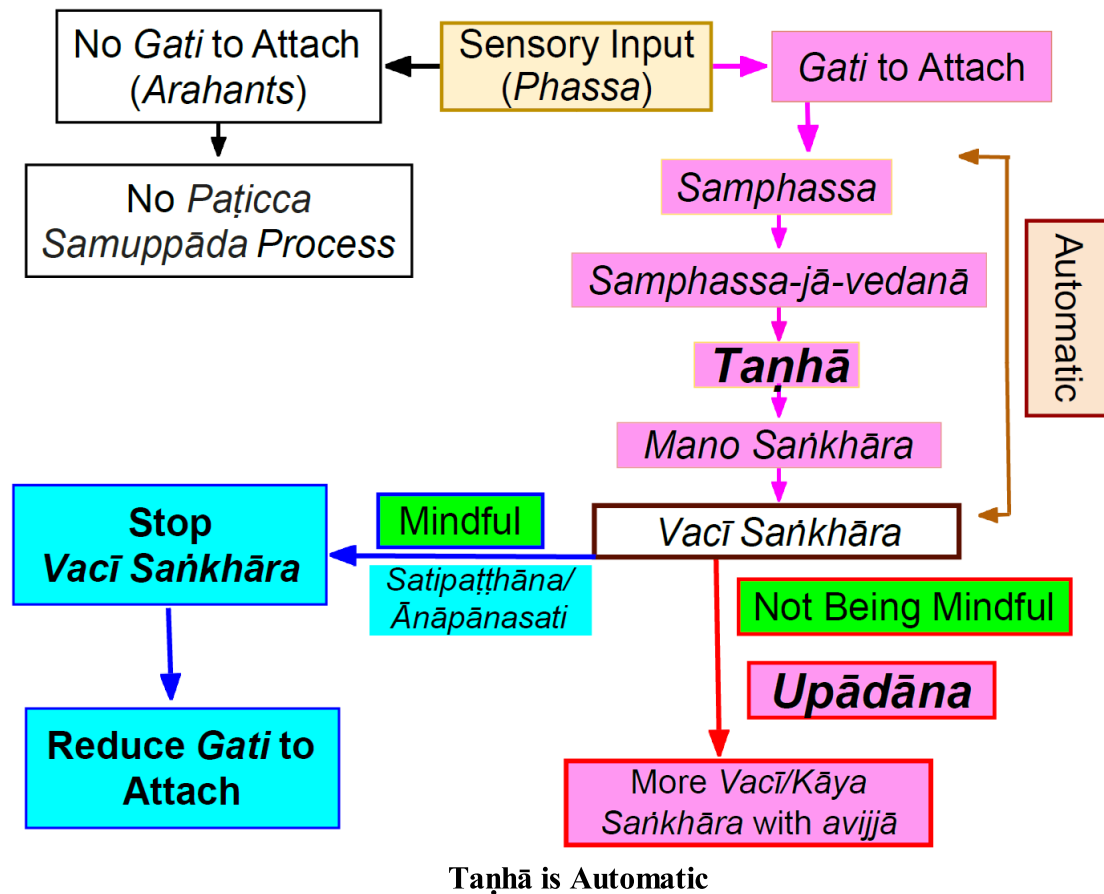 No Gati to Attach
(Arahants)
Sensory Input
(Phassa)
Gati to Attach
No Paṭicca
Samuppāda Process
Samphassa
Samphassa-jā-vedanā
Taṇhā
Mano Saṅkhāra
Automatic
Vacī Saṅkhāra
Mindful
Satipaṭṭhāna/
Ānāpānasati
Stop
Vacī Saṅkhāra
Reduce Gati to
Attach
Not Being Mindful
Upādāna
More Vacī/Kāya
Saṅkhāra with avijjā
Taṇhā is Automatic